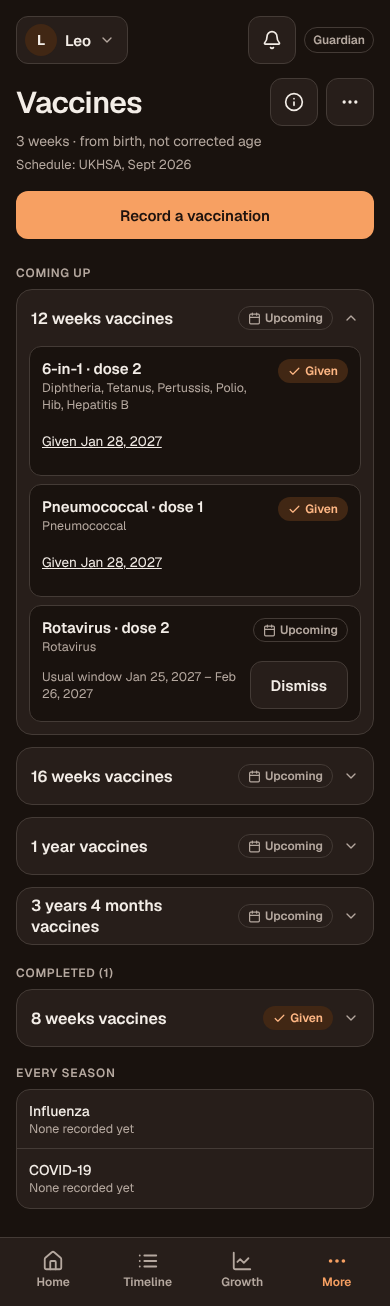 L Leo
Guardian
Vaccines
3 weeks · from birth, not corrected age
Schedule: UKHSA, Sept 2026
Record a vaccination
COMING UP
12 weeks vaccines
Upcoming
6-in-1 · dose 2
Given
Diphtheria, Tetanus, Pertussis, Polio,
Hib, Hepatitis B
Given Jan 28, 2027
Pneumococcal · dose 1
Given
Pneumococcal
Given Jan 28, 2027
Rotavirus · dose 2
Upcoming
Rotavirus
Usual window Jan 25, 2027 – Feb
26, 2027
Dismiss
16 weeks vaccines
Upcoming
1 year vaccines
Upcoming
3 years 4 months
vaccines
Upcoming
COMPLETED (1)
8 weeks vaccines
Given
EVERY SEASON
Influenza
None recorded yet
COVID-19
None recorded yet
Home
Timeline
Growth
More